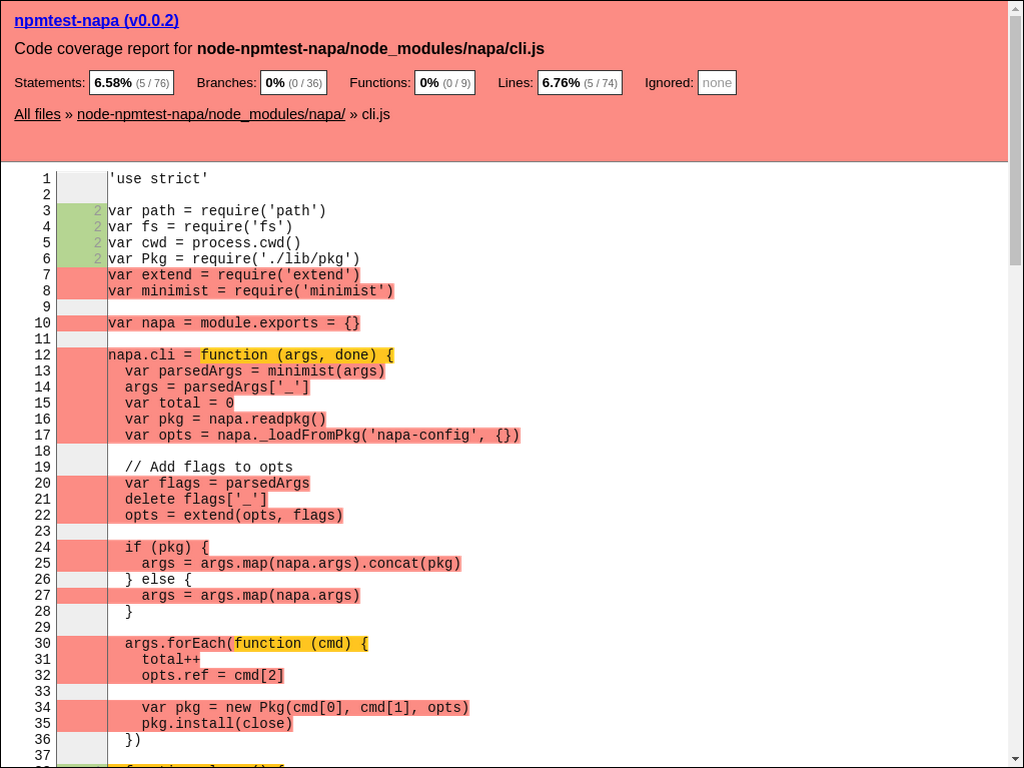 npmtest-napa (v0.0.2)
Code coverage report for node-npmtest-napa/node_modules/napa/cli.js
Statements: 6.58% (5 / 76) Branches: 0% (0 / 36) Functions: 0% (0 / 9) Lines: 6.76% (5 / 74) Ignored: none
All files » node-npmtest-napa/node_modules/napa/ » cli.js
1 'use strict'
2
3 2 var path = require('path')
4 2 var fs = require('fs')
5 2 var cwd = process.cwd()
6 2 var Pkg = require('./lib/pkg')
7 var extend = require('extend')
8 var minimist = require('minimist')
9
10 var napa = module.exports = {}
11
12 napa.cli = function (args, done) {
13   var parsedArgs = minimist(args)
14   args = parsedArgs['_']
15   var total = 0
16   var pkg = napa.readpkg()
17   var opts = napa._loadFromPkg('napa-config', {})
18
19   // Add flags to opts
20   var flags = parsedArgs
21   delete flags['_']
22   opts = extend(opts, flags)
23
24   if (pkg) {
25     args = args.map(napa.args).concat(pkg)
26   } else {
27     args = args.map(napa.args)
28   }
29
30   args.forEach(function (cmd) {
31     total++
32     opts.ref = cmd[2]
33
34     var pkg = new Pkg(cmd[0], cmd[1], opts)
35     pkg.install(close)
36   })
37